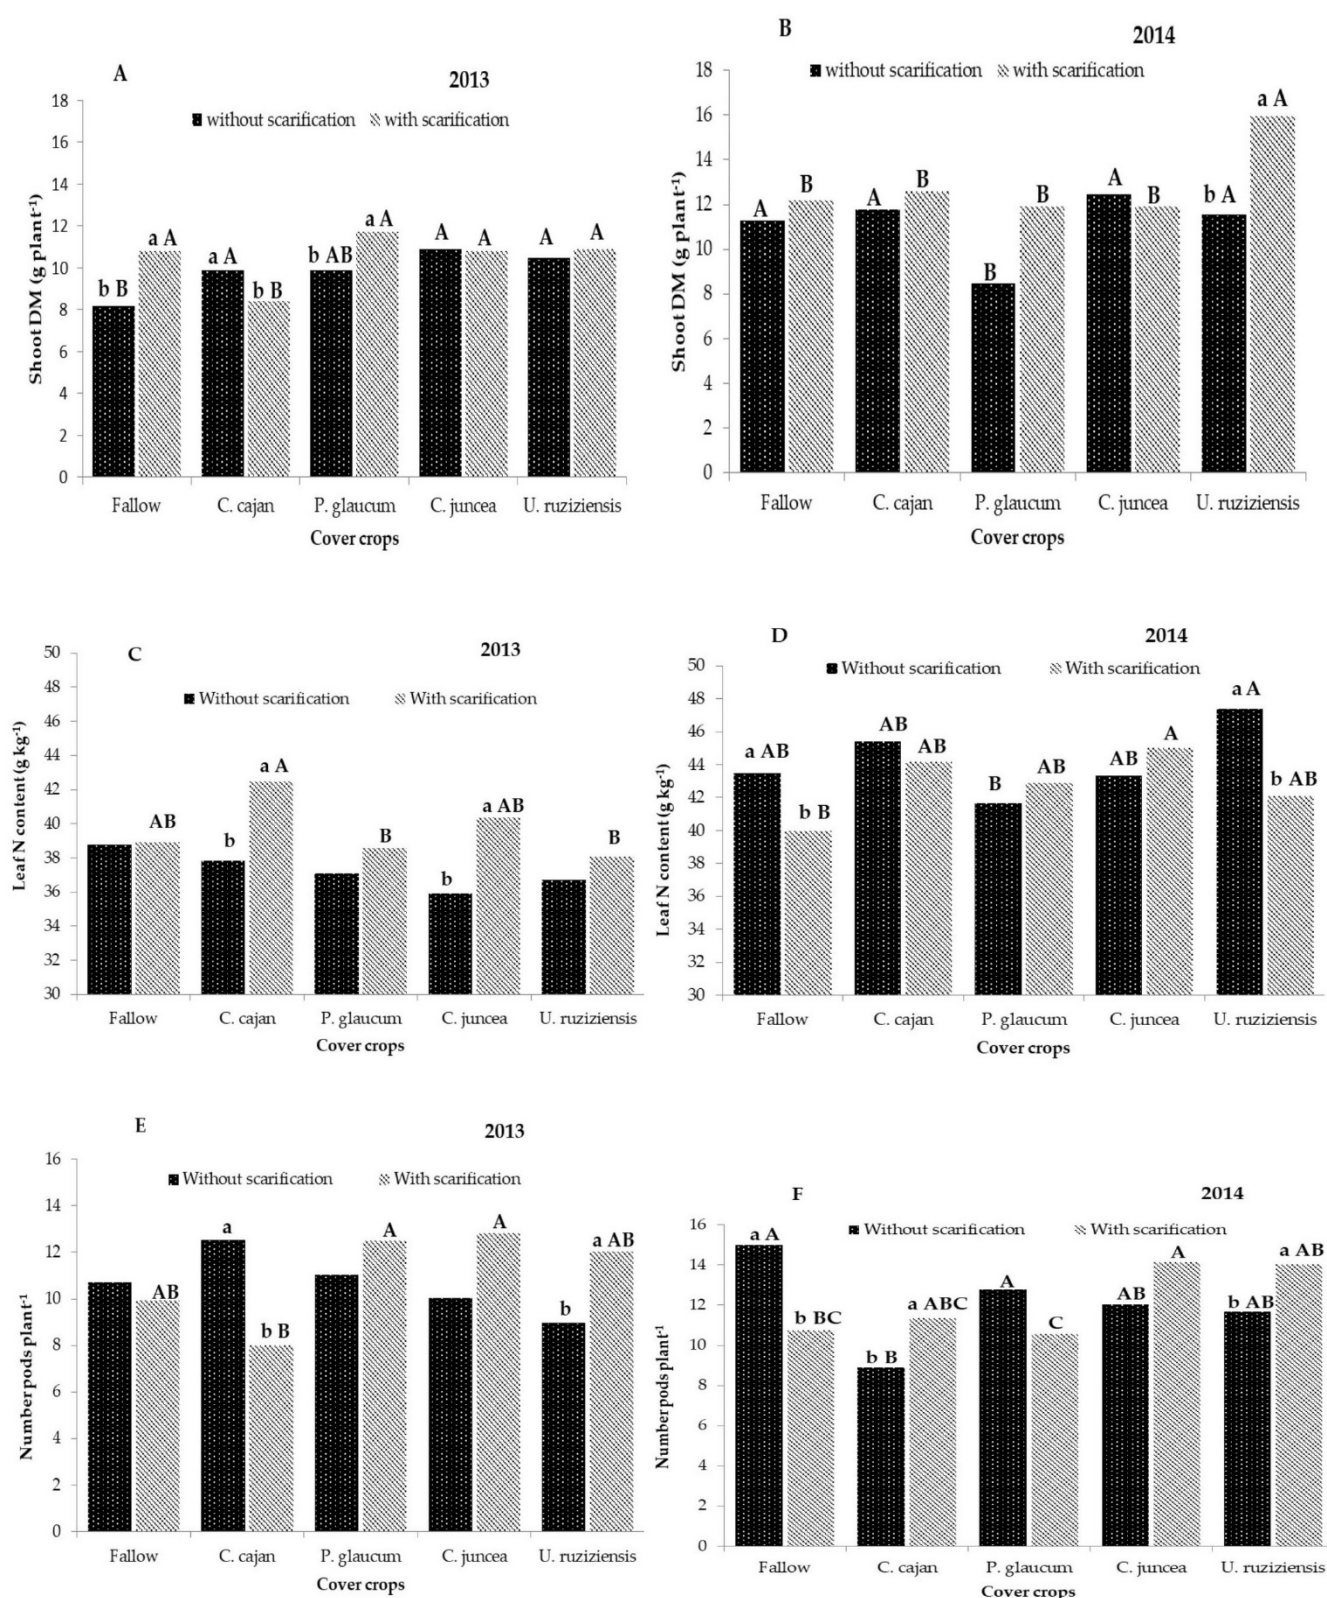 A
2013
without scarification with scarification
Shoot DM (g plant-1)
18
16
14
12
10
8
6
4
2
0
b B
a A
a A
b B
b AB
a A
A
A
A
A
Fallow C. cajan P. glaucum C. juncea U. ruziziensis
Cover crops
B
2014
without scarification with scarification
Shoot DM (g plant-1)
18
16
14
12
10
8
6
4
2
0
A
B
A
B
B
B
A
B
b A
a A
Fallow C. cajan P. glaucum C. juncea U. ruziziensis
Cover crops
C
2013
Without scarification With scarification
Leaf N content (g kg-1)
50
48
46
44
42
40
38
36
34
32
30
AB
b
a A
B
b
a AB
B
Fallow C. cajan P. glaucum C. juncea U. ruziziensis
Cover crops
D
2014
Without scarification With scarification
Leaf N content (g kg-1)
50
48
46
44
42
40
38
36
34
32
30
a AB
b B
AB
AB
B
AB
AB
A
a A
b AB
Fallow C. cajan P. glaucum C. juncea U. ruziziensis
Cover crops
E
2013
Without scarification With scarification
Number pods plant-1
16
14
12
10
8
6
4
2
0
AB
a
b B
A
A
b
a AB
Fallow C. cajan P. glaucum C. juncea U. ruziziensis
Cover crops
F
2014
Without scarification With scarification
Number pods plant-1
16
14
12
10
8
6
4
2
0
a A
b BC
b B
a ABC
A
C
AB
A
b AB
a AB
Fallow C. cajan P. glaucum C. juncea U. ruziziensis
Cover crops